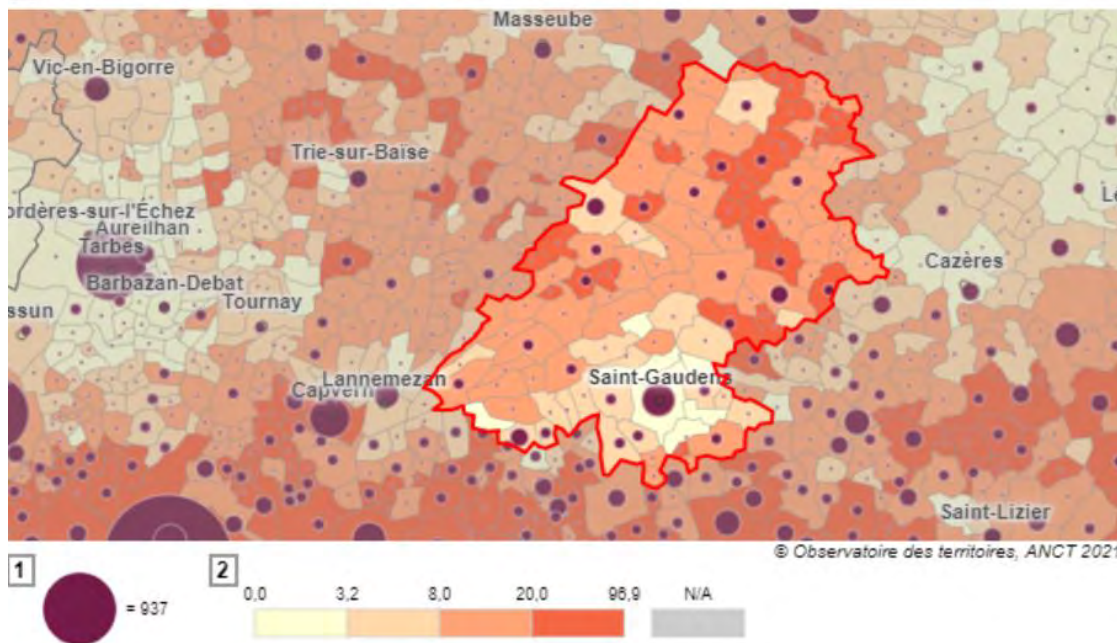 Masseube
Vic-en-Bigorre
Trie-sur-Baïse
ordères-sur-l'Échez
Aureilhan
Tarbes
Cazères
Barbazan-Debat
Tournay
ssun
Lannemezan
Capvern
Saint-Gaudens
Saint-Lizier
© Observatoire des territoires, ANCT 2021
1
= 937
2
0,0 3,2 8,0 20,0 96,9 N/A